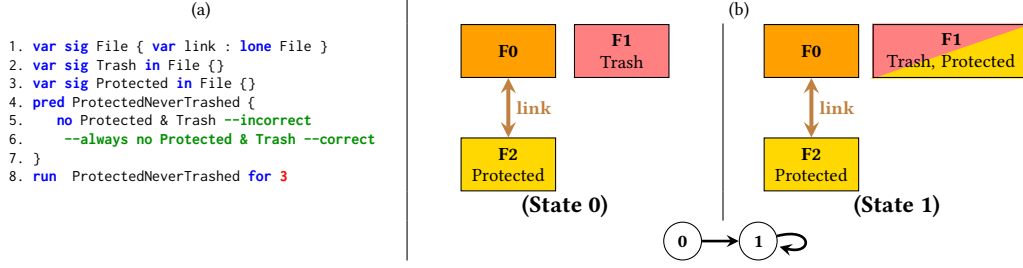 (a)
1. var sig File { var link : lone File }
2. var sig Trash in File {}
3. var sig Protected in File {}
4. pred ProtectedNeverTrashed {
5. no Protected & Trash --incorrect
6. --always no Protected & Trash --correct
7. }
8. run ProtectedNeverTrashed for 3
(b)
F0
F1
Trash
link
F2
Protected
(State 0)
F0
F1
Trash, Protected
link
F2
Protected
(State 1)
0
1